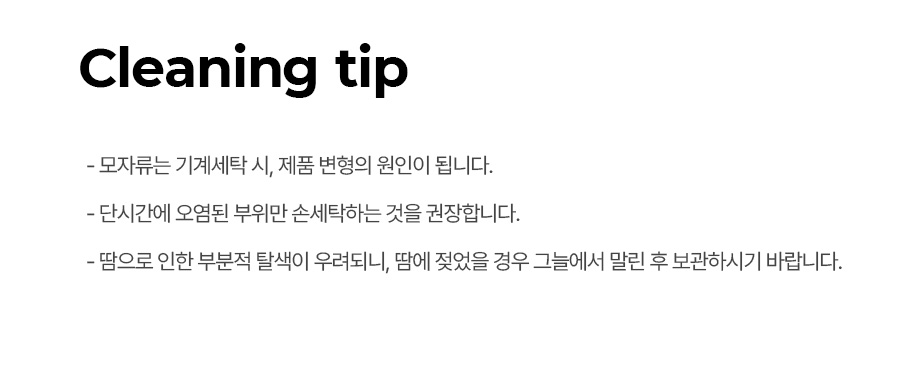 Cleaning tip
- 모자류는 기계세탁 시, 제품 변형의 원인이 됩니다.
- 단시간에 오염된 부위만 손세탁하는 것을 권장합니다.
- 땀으로 인한 부분적 탈색이 우려되니, 땀에 젖었을 경우 그늘에서 말린 후 보관하시기 바랍니다.